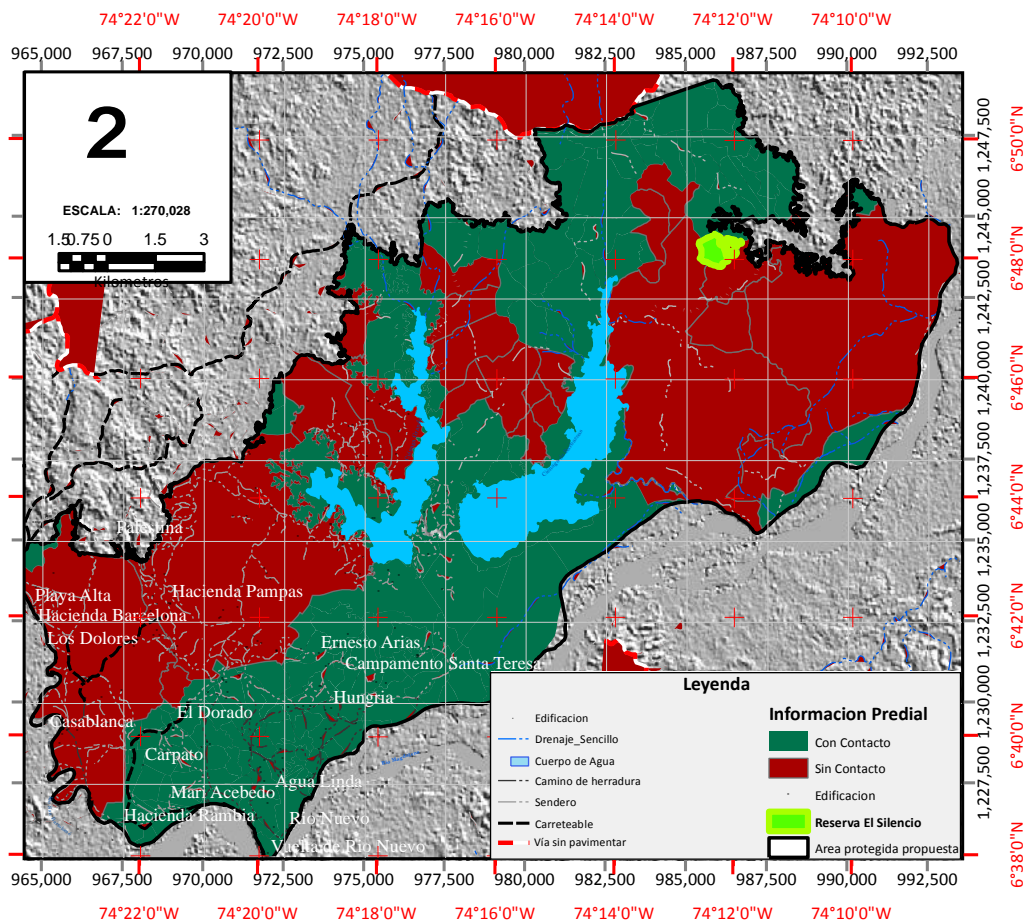 74°22'0"W 74°20'0"W 74°18'0"W 74°16'0"W 74°14'0"W 74°12'0"W 74°10'0"W
965,000 967,500 970,000 972,500 975,000 977,500 980,000 982,500 985,000 987,500 990,000 992,500
2
ESCALA: 1:270,028
1.5 0.75 0 1.5 3
Kilometros
1,247,500
1,245,000
1,242,500
1,240,000
1,237,500
1,235,000
1,232,500
1,230,000
1,227,500
6°50'0"N
6°48'0"N
6°46'0"N
6°44'0"N
6°42'0"N
6°40'0"N
6°38'0"N
Playa Alta
Hacienda Pampas
Hacienda Barcelona
Los Dolores
Ernesto Arias
Campamento Santa Teresa
Hungria
El Dorado
Casablanca
Carpato
Agua Linda
Mari Acebedo
Hacienda Rambia
Rio Nuevo
Vuelta de Rio Nuevo
Leyenda
Edificacion
Drenaje_Sencillo
Cuerpo de Agua
Camino de herradura
Sendero
Carreteable
Vía sin pavimentar
Informacion Predial
Con Contacto
Sin Contacto
Edificacion
Reserva El Silencio
Area protegida propuesta
965,000 967,500 970,000 972,500 975,000 977,500 980,000 982,500 985,000 987,500 990,000 992,500
74°22'0"W 74°20'0"W 74°18'0"W 74°16'0"W 74°14'0"W 74°12'0"W 74°10'0"W